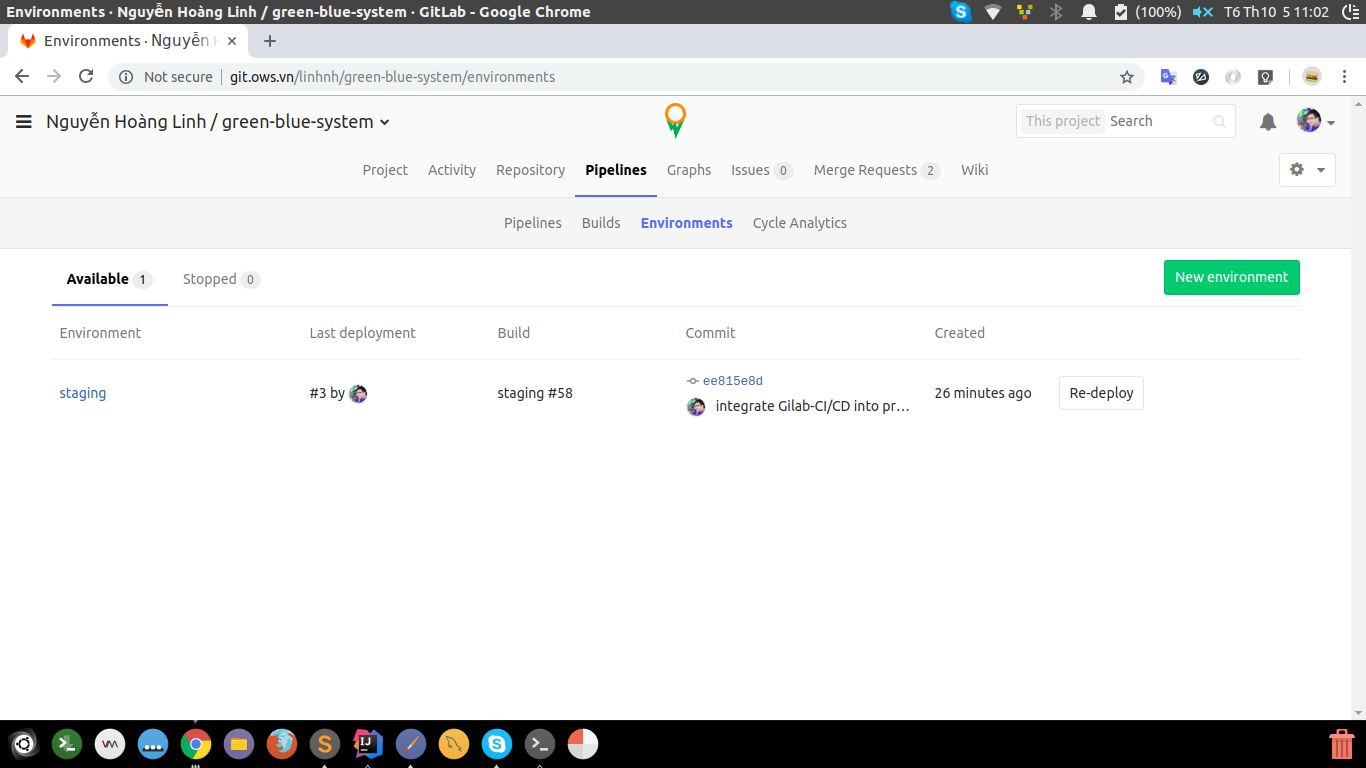 Environments · Nguyễn Hoàng Linh / green-blue-system · GitLab - Google Chrome
(100%)
T6 Th10 5 11:02
Environments · Nguyễn H
Not secure
git.ows.vn/linhnh/green-blue-system/environments
Nguyễn Hoàng Linh / green-blue-system
This project Search
Project Activity Repository Pipelines Graphs Issues 0 Merge Requests 2 Wiki
Pipelines Builds Environments Cycle Analytics
Available 1 Stopped 0
New environment
Environment Last deployment Build Commit Created
ee815e8d
staging #3 by staging #58 26 minutes ago Re-deploy
integrate Gilab-CI/CD into pr…